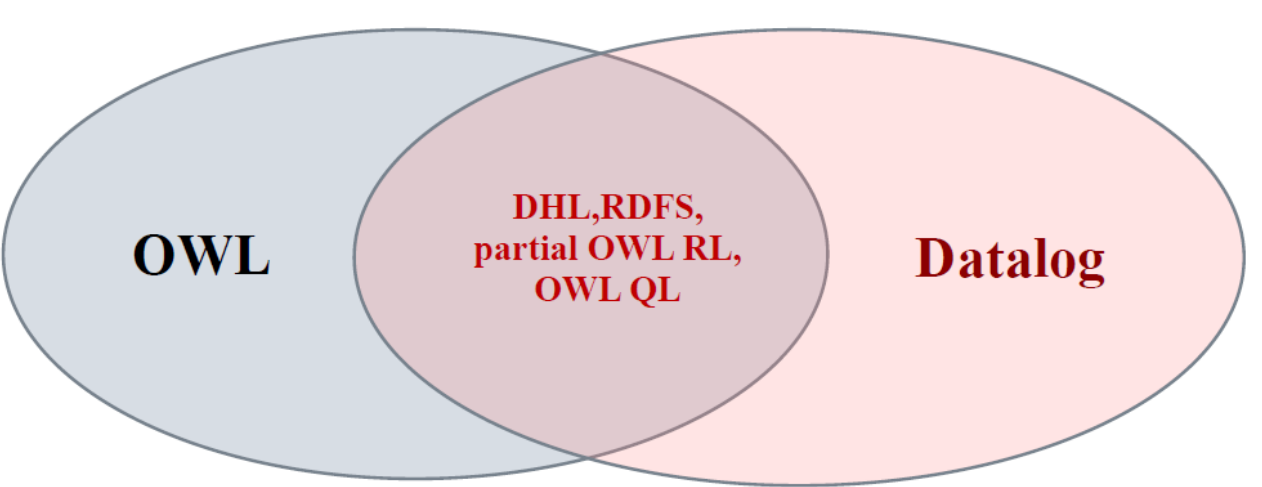 OWL
DHL,RDFS,
partial OWL RL,
OWL QL
Datalog